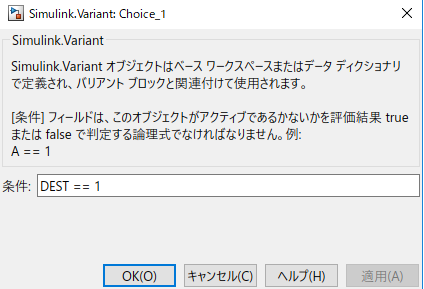 Simulink.Variant: Choice_1
Simulink.Variant
Simulink.Variant オブジェクトはベース ワークスペースまたはデータ ディクショナリ
で定義され、バリアント ブロックと関連付けて使用されます。
[条件] フィールドは、このオブジェクトがアクティブであるかないかを評価結果 true
または false で判定する論理式でなければなりません。例:
A == 1
条件: DEST == 1
OK(O) キャンセル(C) ヘルプ(H) 適用(A)